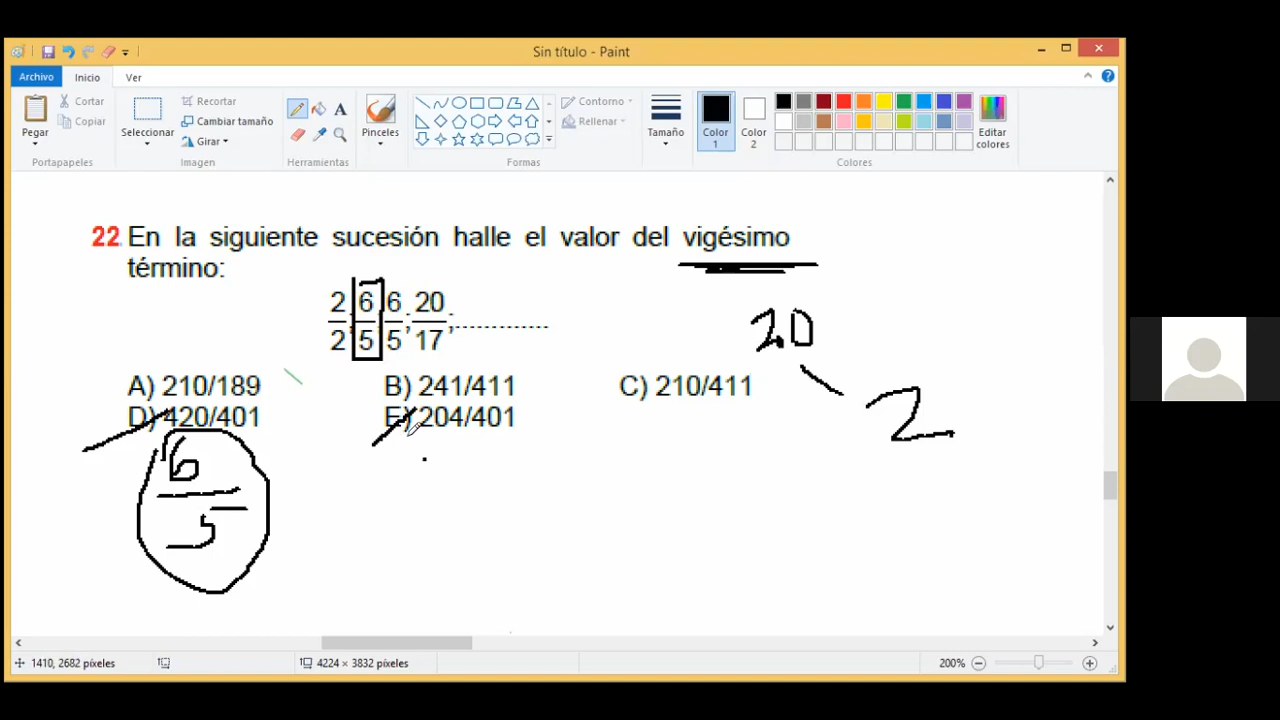 Sin título - Paint
Archivo Inicio Ver
Pegar
Cortar
Copiar
Portapapeles
Seleccionar
Recortar
Cambiar tamaño
Girar
Imagen
A
Herramientas
Pinceles
Contorno
Rellenar
Formas
Tamaño
Color 1
Color 2
Editar colores
Colores
22. En la siguiente sucesión halle el valor del vigésimo
término:
2/2; 6/5; 6/5; 20/17; ..................
20
2
A) 210/189 B) 241/411 C) 210/411
D) 420/401 E) 204/401
6
5
1410, 2682 píxeles 4224 × 3832 píxeles 200%